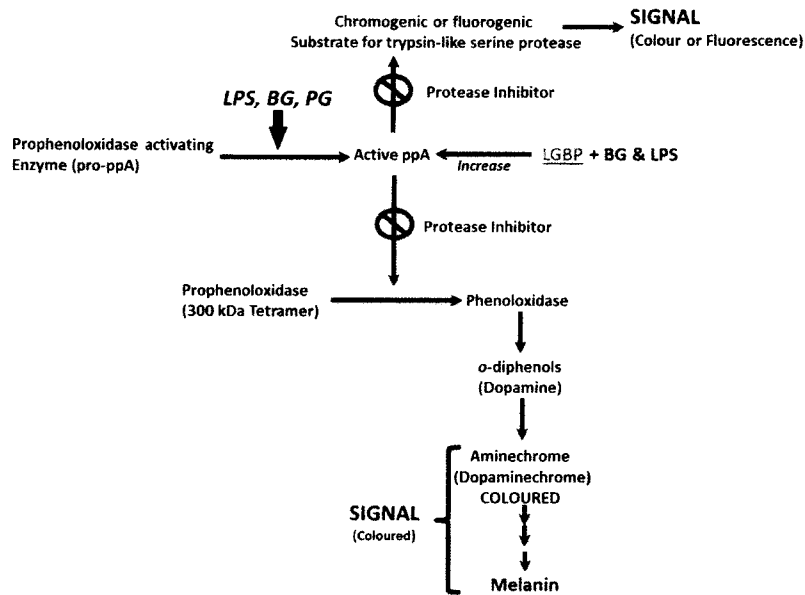 Chromogenic or fluorogenic
Substrate for trypsin-like serine protease
SIGNAL
(Colour or Fluorescence)
Protease Inhibitor
LPS, BG, PG
Prophenoloxidase activating
Enzyme (pro-ppA)
Active ppA
Increase
LGBP + BG & LPS
Protease Inhibitor
Prophenoloxidase
(300 kDa Tetramer)
Phenoloxidase
o-diphenols
(Dopamine)
Aminechrome
(Dopaminechrome)
COLOURED
SIGNAL
(Coloured)
Melanin